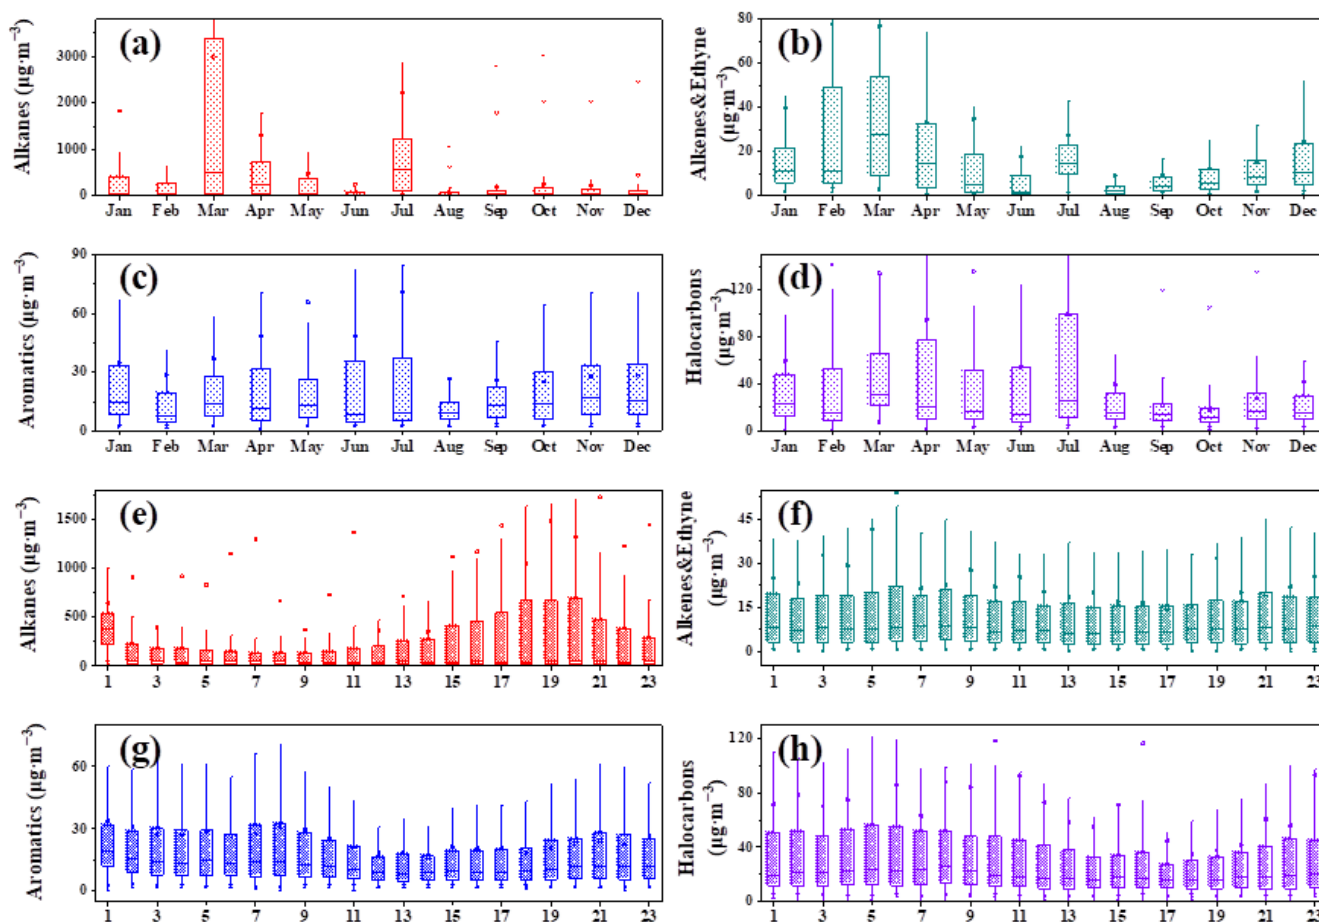 (a)
Alkanes (μg·m⁻³)
3000
2000
1000
0
Jan Feb Mar Apr May Jun Jul Aug Sep Oct Nov Dec
(b)
Alkenes&Ethyne
(μg·m⁻³)
80
60
40
20
0
Jan Feb Mar Apr May Jun Jul Aug Sep Oct Nov Dec
(c)
Aromatics (μg·m⁻³)
90
60
30
0
Jan Feb Mar Apr May Jun Jul Aug Sep Oct Nov Dec
(d)
Halocarbons
(μg·m⁻³)
120
80
40
0
Jan Feb Mar Apr May Jun Jul Aug Sep Oct Nov Dec
(e)
Alkanes (μg·m⁻³)
1500
1000
500
0
1 3 5 7 9 11 13 15 17 19 21 23
(f)
Alkenes&Ethyne
(μg·m⁻³)
45
30
15
0
1 3 5 7 9 11 13 15 17 19 21 23
(g)
Aromatics (μg·m⁻³)
60
30
0
1 3 5 7 9 11 13 15 17 19 21 23
(h)
Halocarbons
(μg·m⁻³)
120
80
40
0
1 3 5 7 9 11 13 15 17 19 21 23